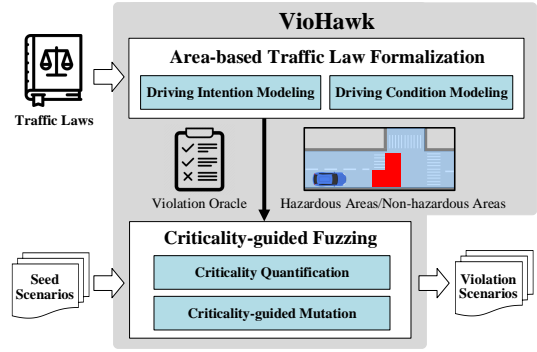 VioHawk
Area-based Traffic Law Formalization
Driving Intention Modeling
Driving Condition Modeling
Traffic Laws
Violation Oracle
Hazardous Areas/Non-hazardous Areas
Criticality-guided Fuzzing
Criticality Quantification
Criticality-guided Mutation
Seed
Scenarios
Violation
Scenarios